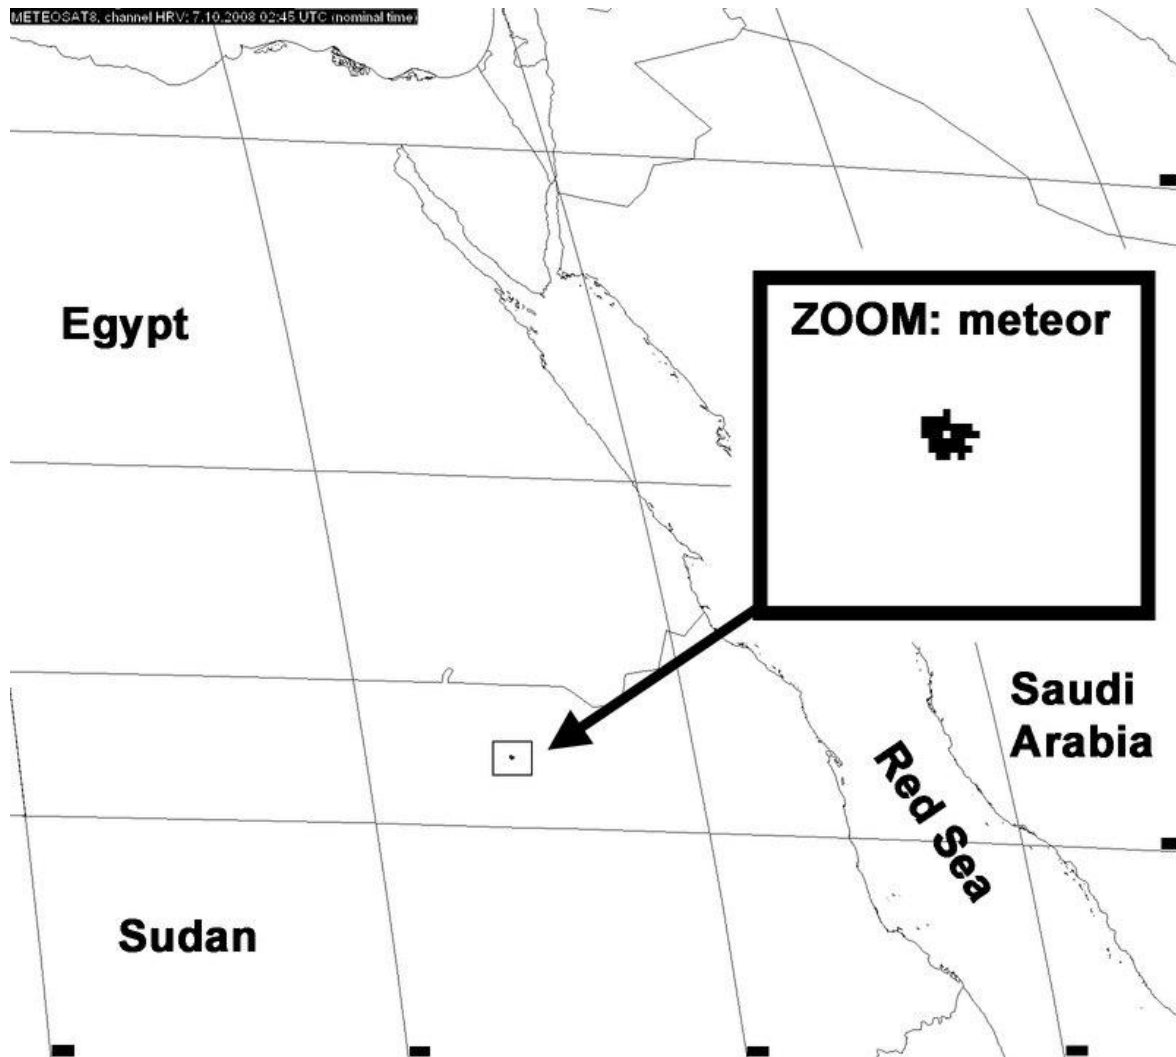 METEOSAT8, channel HRV: 7.10.2008 02:45 UTC (nominal time)
Egypt
ZOOM: meteor
Saudi
Arabia
Red Sea
Sudan